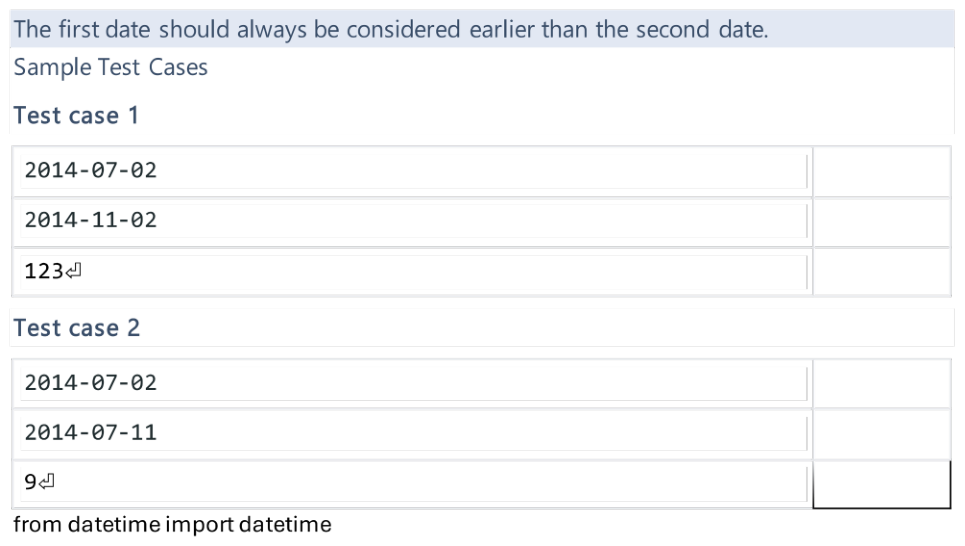 The first date should always be considered earlier than the second date.
Sample Test Cases
Test case 1
2014-07-02
2014-11-02
123⏎
Test case 2
2014-07-02
2014-07-11
9⏎
from datetime import datetime